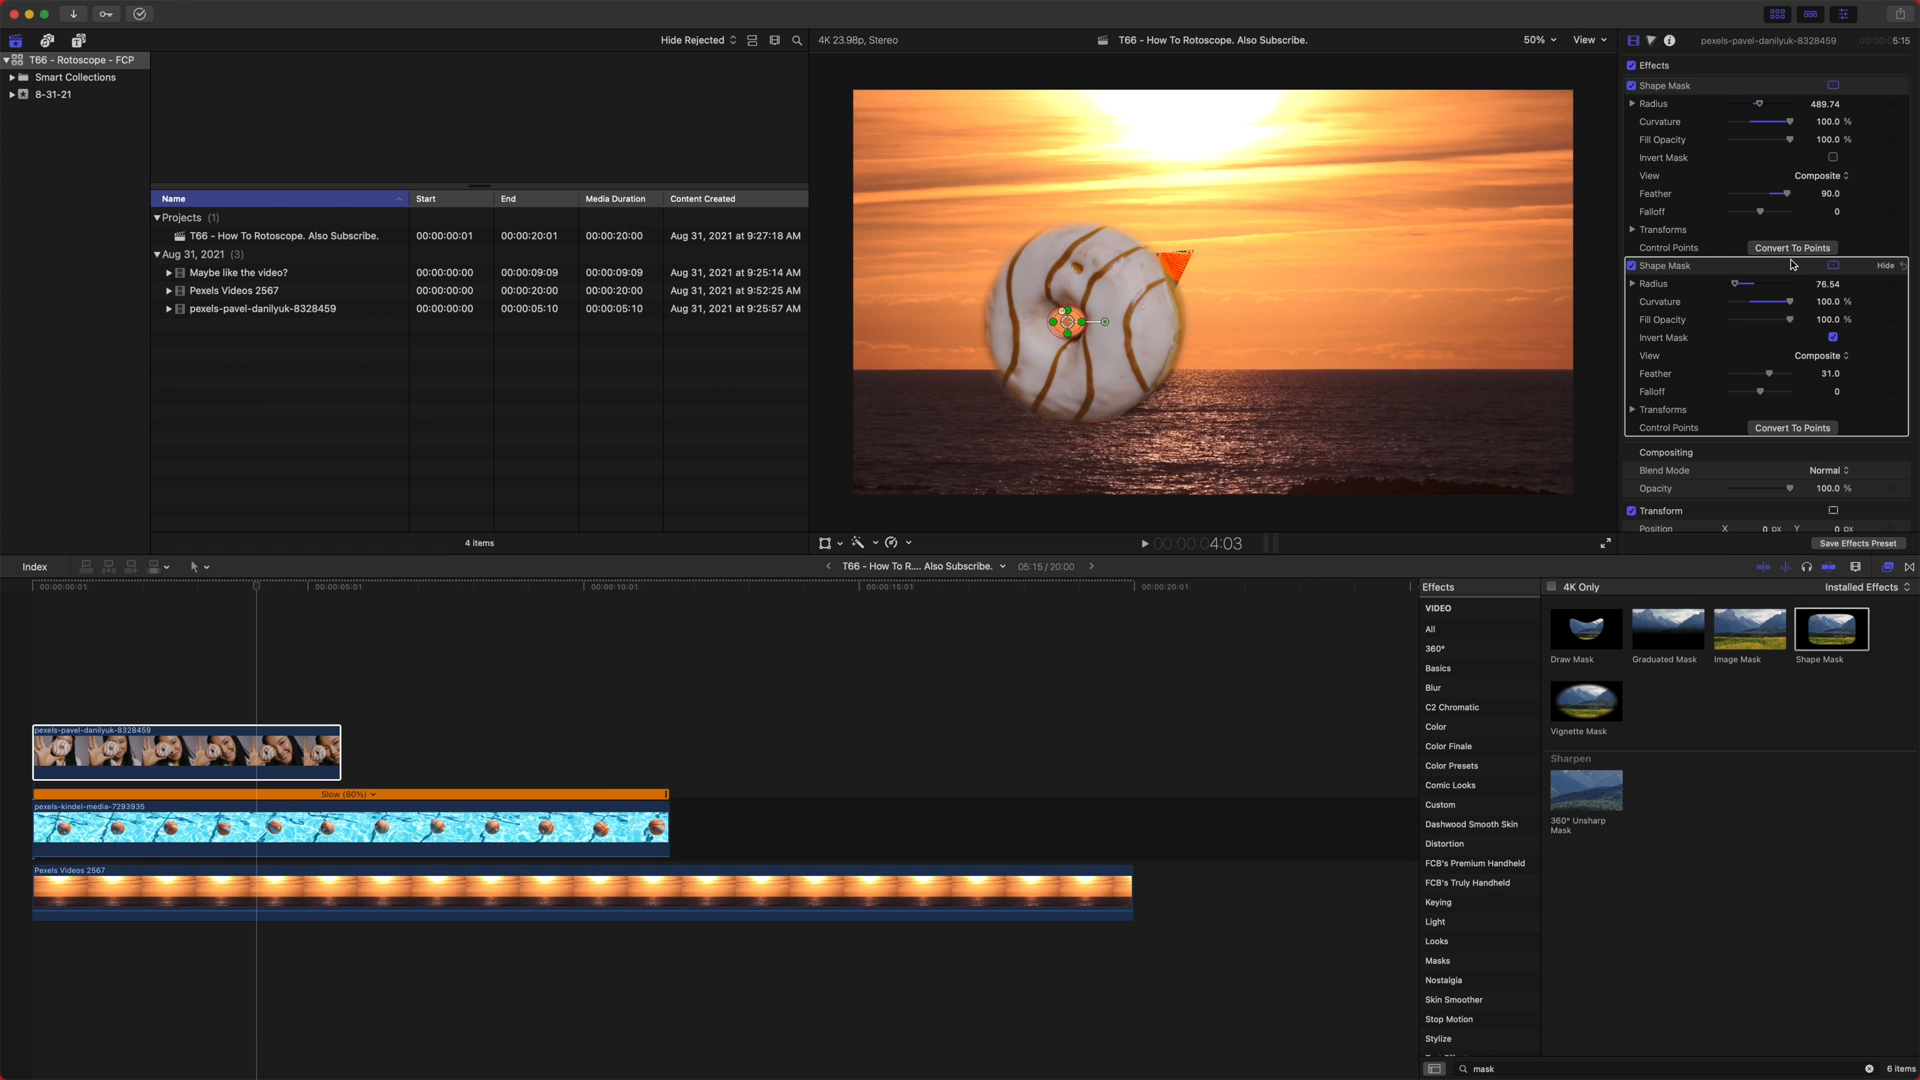 Hide Rejected
4K 23.98p, Stereo
T66 - How To Rotoscope. Also Subscribe.
50%
View
pexels-pavel-danilyuk-8328459
00:00:00:05:15
T66 - Rotoscope - FCP
Smart Collections
8-31-21
Name
Start
End
Media Duration
Content Created
Projects (1)
T66 - How To Rotoscope. Also Subscribe.
00:00:00:01
00:00:20:01
00:00:20:00
Aug 31, 2021 at 9:27:18 AM
Aug 31, 2021 (3)
Maybe like the video?
00:00:00:00
00:00:09:09
00:00:09:09
Aug 31, 2021 at 9:25:14 AM
Pexels Videos 2567
00:00:00:00
00:00:20:00
00:00:20:00
Aug 31, 2021 at 9:52:25 AM
pexels-pavel-danilyuk-8328459
00:00:00:00
00:00:05:10
00:00:05:10
Aug 31, 2021 at 9:25:57 AM
4 items
00:00:00:04:03
Effects
Shape Mask
Radius 489.74
Curvature 100.0 %
Fill Opacity 100.0 %
Invert Mask
View Composite
Feather 90.0
Falloff 0
Transforms
Control Points Convert To Points
Shape Mask Hide
Radius 76.54
Curvature 100.0 %
Fill Opacity 100.0 %
Invert Mask
View Composite
Feather 31.0
Falloff 0
Transforms
Control Points Convert To Points
Compositing
Blend Mode Normal
Opacity 100.0 %
Transform
Position X 0 px Y 0 px
Save Effects Preset
Index
T66 - How To R.... Also Subscribe.
05:15 / 20:00
00:00:00:01
00:00:05:01
00:00:10:01
00:00:15:01
00:00:20:01
pexels-pavel-danilyuk-8328459
Slow (80%)
pexels-kindel-media-7293935
Pexels Videos 2567
Effects
4K Only
Installed Effects
VIDEO
All
360°
Basics
Blur
C2 Chromatic
Color
Color Finale
Color Presets
Comic Looks
Custom
Dashwood Smooth Skin
Distortion
FCB's Premium Handheld
FCB's Truly Handheld
Keying
Light
Looks
Masks
Nostalgia
Skin Smoother
Stop Motion
Stylize
Draw Mask
Graduated Mask
Image Mask
Shape Mask
Vignette Mask
Sharpen
360° Unsharp
Mask
mask
6 items